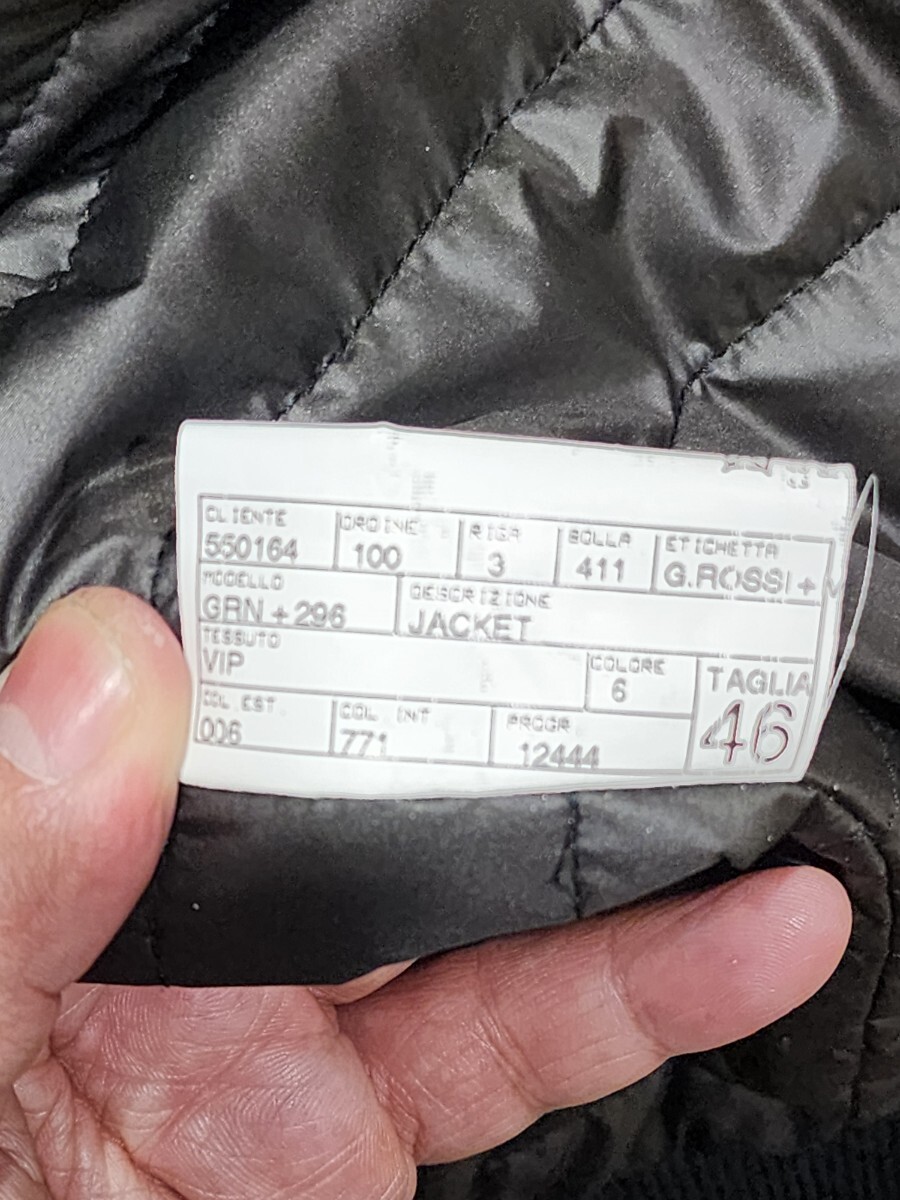 CLIENTE ORDINE RIGA BOLLA ETICHETTA
550164 100 3 411 G.ROSSI+
MODELLO DESCRIZIONE
GRN+296 JACKET
TESSUTO COLORE TAGLIA
VIP 6 46
COL EST COL INT PROGR
006 771 12444